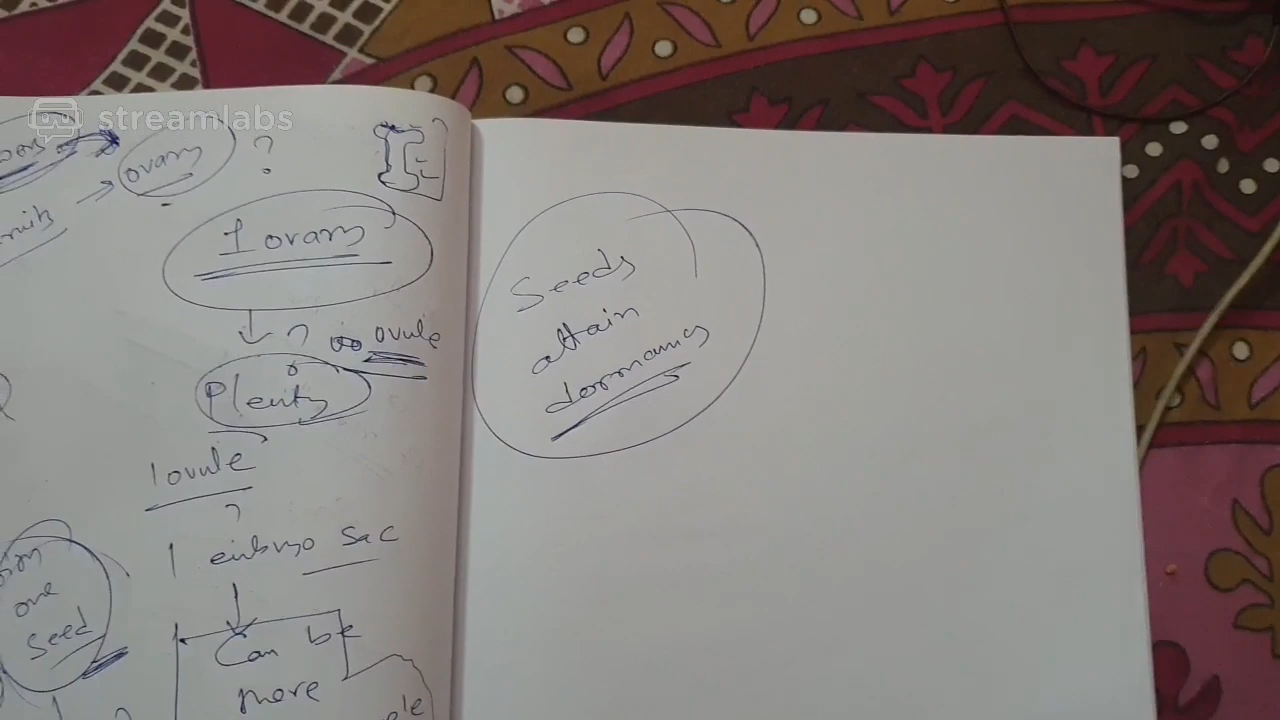 streamlabs
ovary ?
1 ovary
? ovule
Plenty
1 ovule
?
1 embryo sac
Can be
more
one
seed
Seeds
attain
dormancy